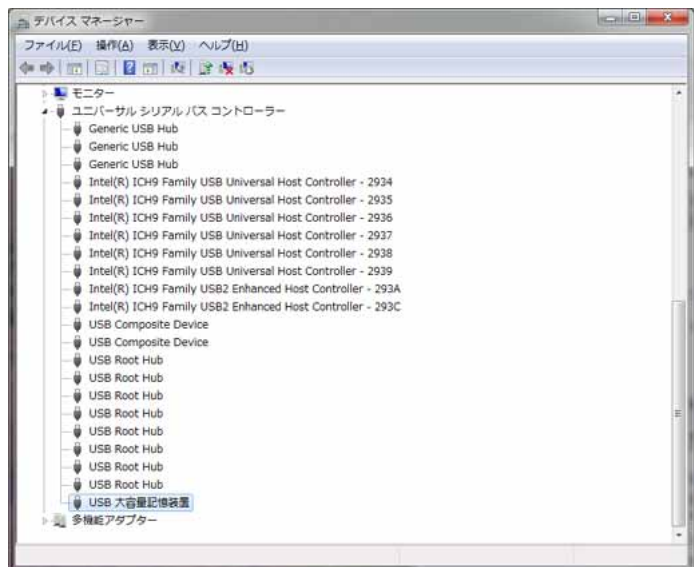 デバイス マネージャー
ファイル(F) 操作(A) 表示(V) ヘルプ(H)
モニター
ユニバーサル シリアル バス コントローラー
Generic USB Hub
Generic USB Hub
Generic USB Hub
Intel(R) ICH9 Family USB Universal Host Controller - 2934
Intel(R) ICH9 Family USB Universal Host Controller - 2935
Intel(R) ICH9 Family USB Universal Host Controller - 2936
Intel(R) ICH9 Family USB Universal Host Controller - 2937
Intel(R) ICH9 Family USB Universal Host Controller - 2938
Intel(R) ICH9 Family USB Universal Host Controller - 2939
Intel(R) ICH9 Family USB2 Enhanced Host Controller - 293A
Intel(R) ICH9 Family USB2 Enhanced Host Controller - 293C
USB Composite Device
USB Composite Device
USB Root Hub
USB Root Hub
USB Root Hub
USB Root Hub
USB Root Hub
USB Root Hub
USB Root Hub
USB Root Hub
USB 大容量記憶装置
多機能アダプター